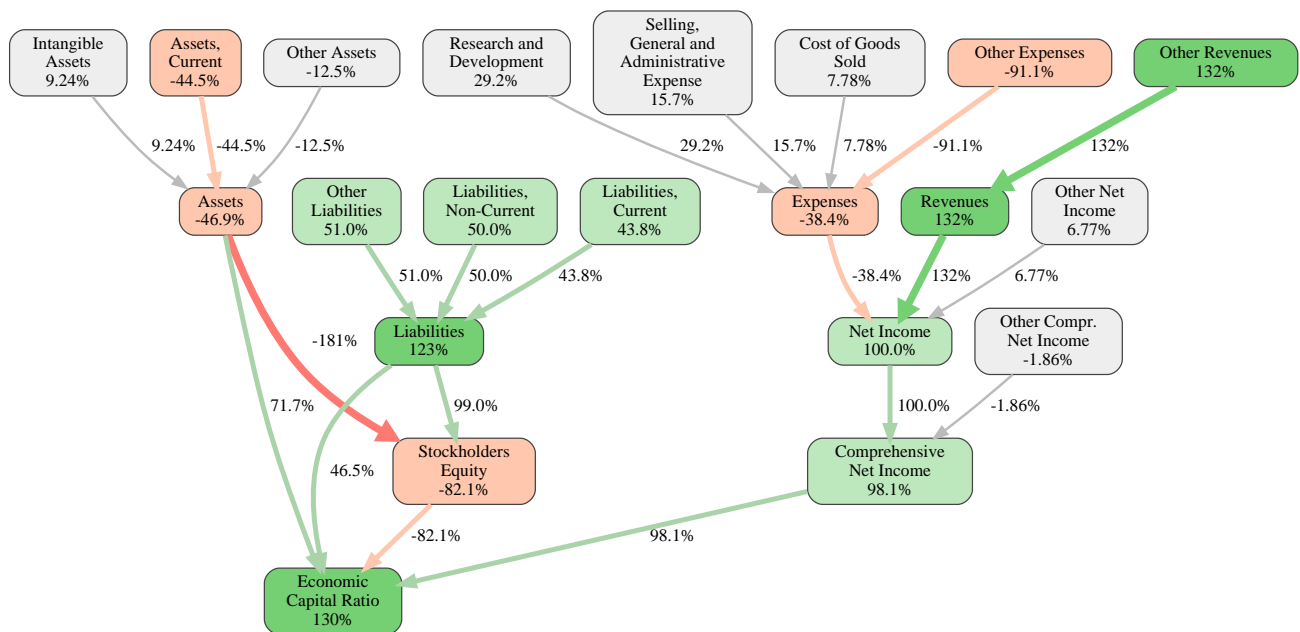 Intangible
Assets
9.24%
Assets,
Current
-44.5%
Other Assets
-12.5%
Research and
Development
29.2%
Selling,
General and
Administrative
Expense
15.7%
Cost of Goods
Sold
7.78%
Other Expenses
-91.1%
Other Revenues
132%
9.24%
-44.5%
-12.5%
29.2%
15.7%
7.78%
-91.1%
132%
Assets
-46.9%
Other
Liabilities
51.0%
Liabilities,
Non-Current
50.0%
Liabilities,
Current
43.8%
Expenses
-38.4%
Revenues
132%
Other Net
Income
6.77%
51.0%
50.0%
43.8%
-38.4%
132%
6.77%
-181%
Liabilities
123%
Net Income
100.0%
Other Compr.
Net Income
-1.86%
71.7%
99.0%
100.0%
-1.86%
46.5%
Stockholders
Equity
-82.1%
Comprehensive
Net Income
98.1%
-82.1%
98.1%
Economic
Capital Ratio
130%